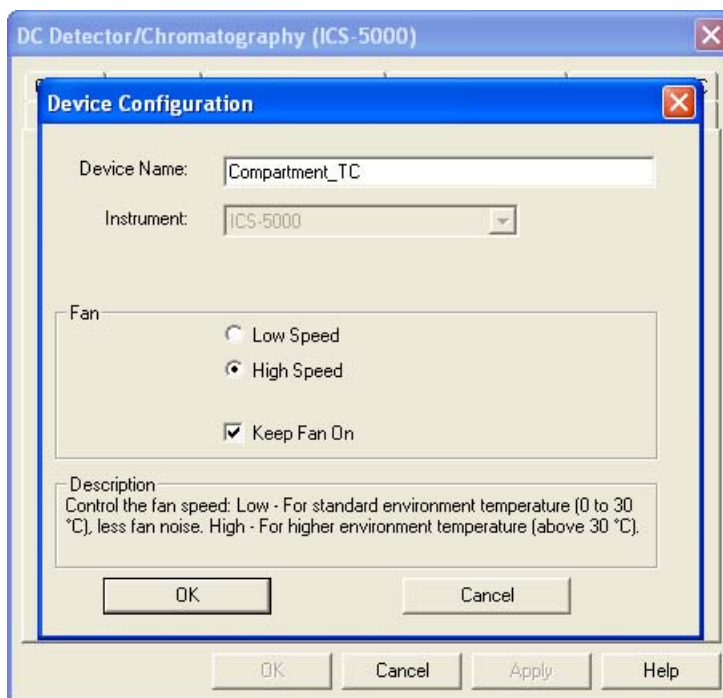 DC Detector/Chromatography (ICS-5000)
Device Configuration
Device Name: Compartment_TC
Instrument: ICS-5000
Fan
Low Speed
High Speed
Keep Fan On
Description
Control the fan speed: Low - For standard environment temperature (0 to 30
°C), less fan noise. High - For higher environment temperature (above 30 °C).
OK Cancel
OK Cancel Apply Help